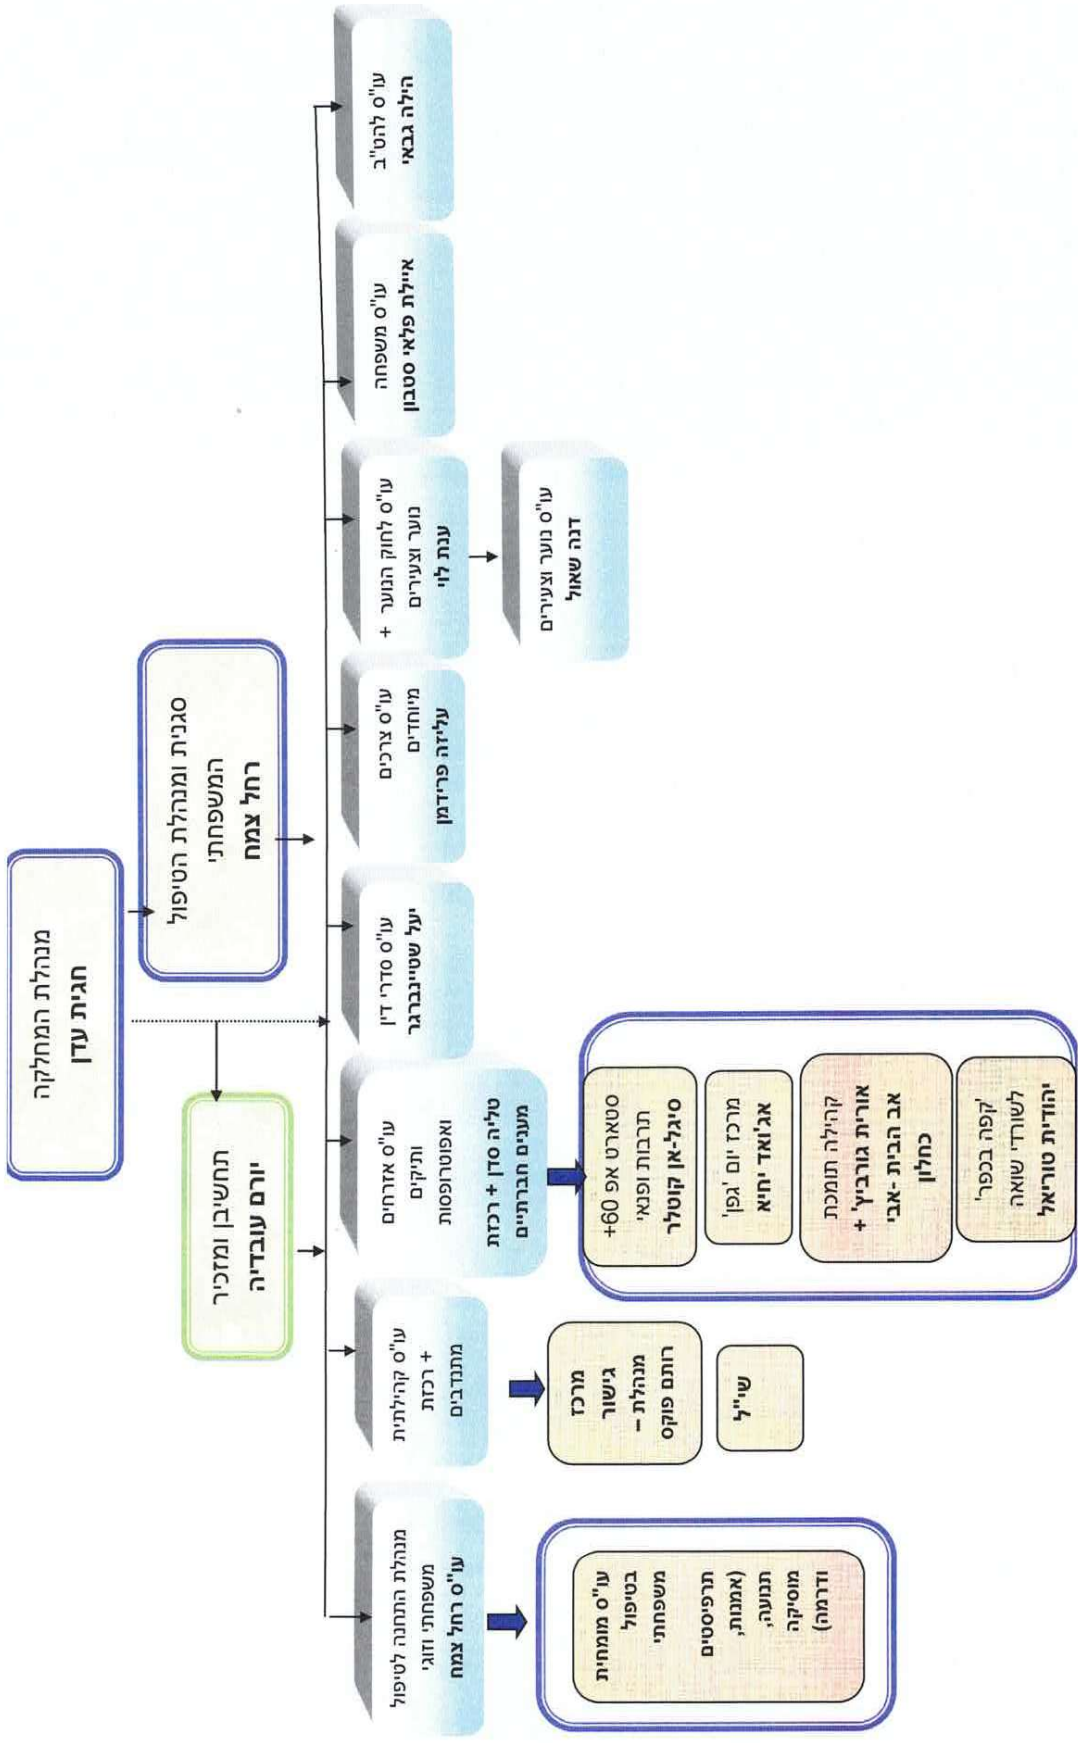 מנהלת המחלקה
חגית עדן
סגנית ומנהלת הטיפול
המשפחתי
רחל צמח
חשבון ומזכיר
יורם עובדיה
עו"ס להט"ב
הילה גבאי
עו"ס משפחה
איילת פלאי סטבון
עו"ס לחוק הנוער +
נוער וצעירים
ענת לוי
עו"ס צרכים
מיוחדים
עליזה פרידמן
עו"ס סדרי דין
יעל שטיינברגר
עו"ס אזרחים
ותיקים
ואפוטרופסות
טליה סדן + רכזת
מענים חברתיים
עו"ס קהילתית
+ רכזת
מתנדבים
מנהלת התחנה לטיפול
משפחתי וזוגי
עו"ס רחל צמח
עו"ס נוער וצעירים
דנה שאול
סטארט אפ 60+
תרבות ופנאי
סיגל-אן קוטלר
מרכז יום 'גפן'
אג'ואד יחיא
קהילה תומכת
אורית גורביץ' +
אב הבית -אבי
כחלון
'קפה בכפר'
לשורדי שואה
יהודית טוריאל
מרכז
גישור
– מנהלת
רותם פוקס
שי"ל
עו"ס מומחית
בטיפול
משפחתי
תרפיסטים
(אמנות,
תנועה,
מוסיקה
ודרמה)